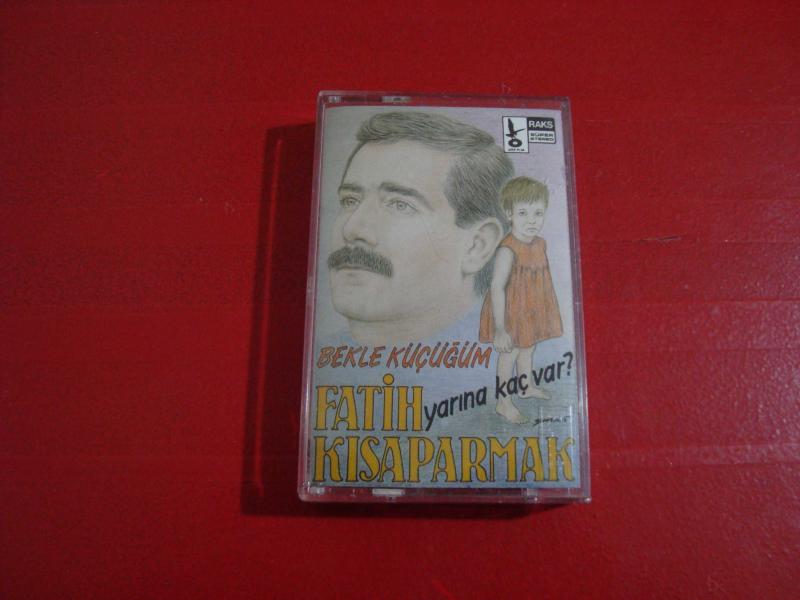 RAKS
SÜPER
STEREO
BEKLE KÜÇÜĞÜM
yarına kaç var?
FATİH
KISAPARMAK